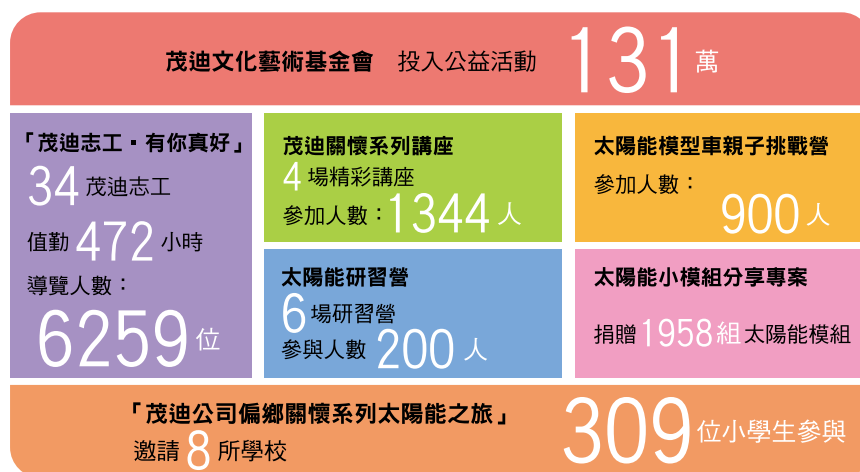 茂迪文化藝術基金會 投入公益活動 131 萬
「茂迪志工▪有你真好」
34 茂迪志工
值勤 472 小時
導覽人數：
6259 位
茂迪關懷系列講座
4 場精彩講座
參加人數：1344 人
太陽能模型車親子挑戰營
參加人數：
900 人
太陽能研習營
6 場研習營
參與人數 200 人
太陽能小模組分享專案
捐贈1958組太陽能模組
「茂迪公司偏鄉關懷系列太陽能之旅」
邀請 8 所學校
309 位小學生參與